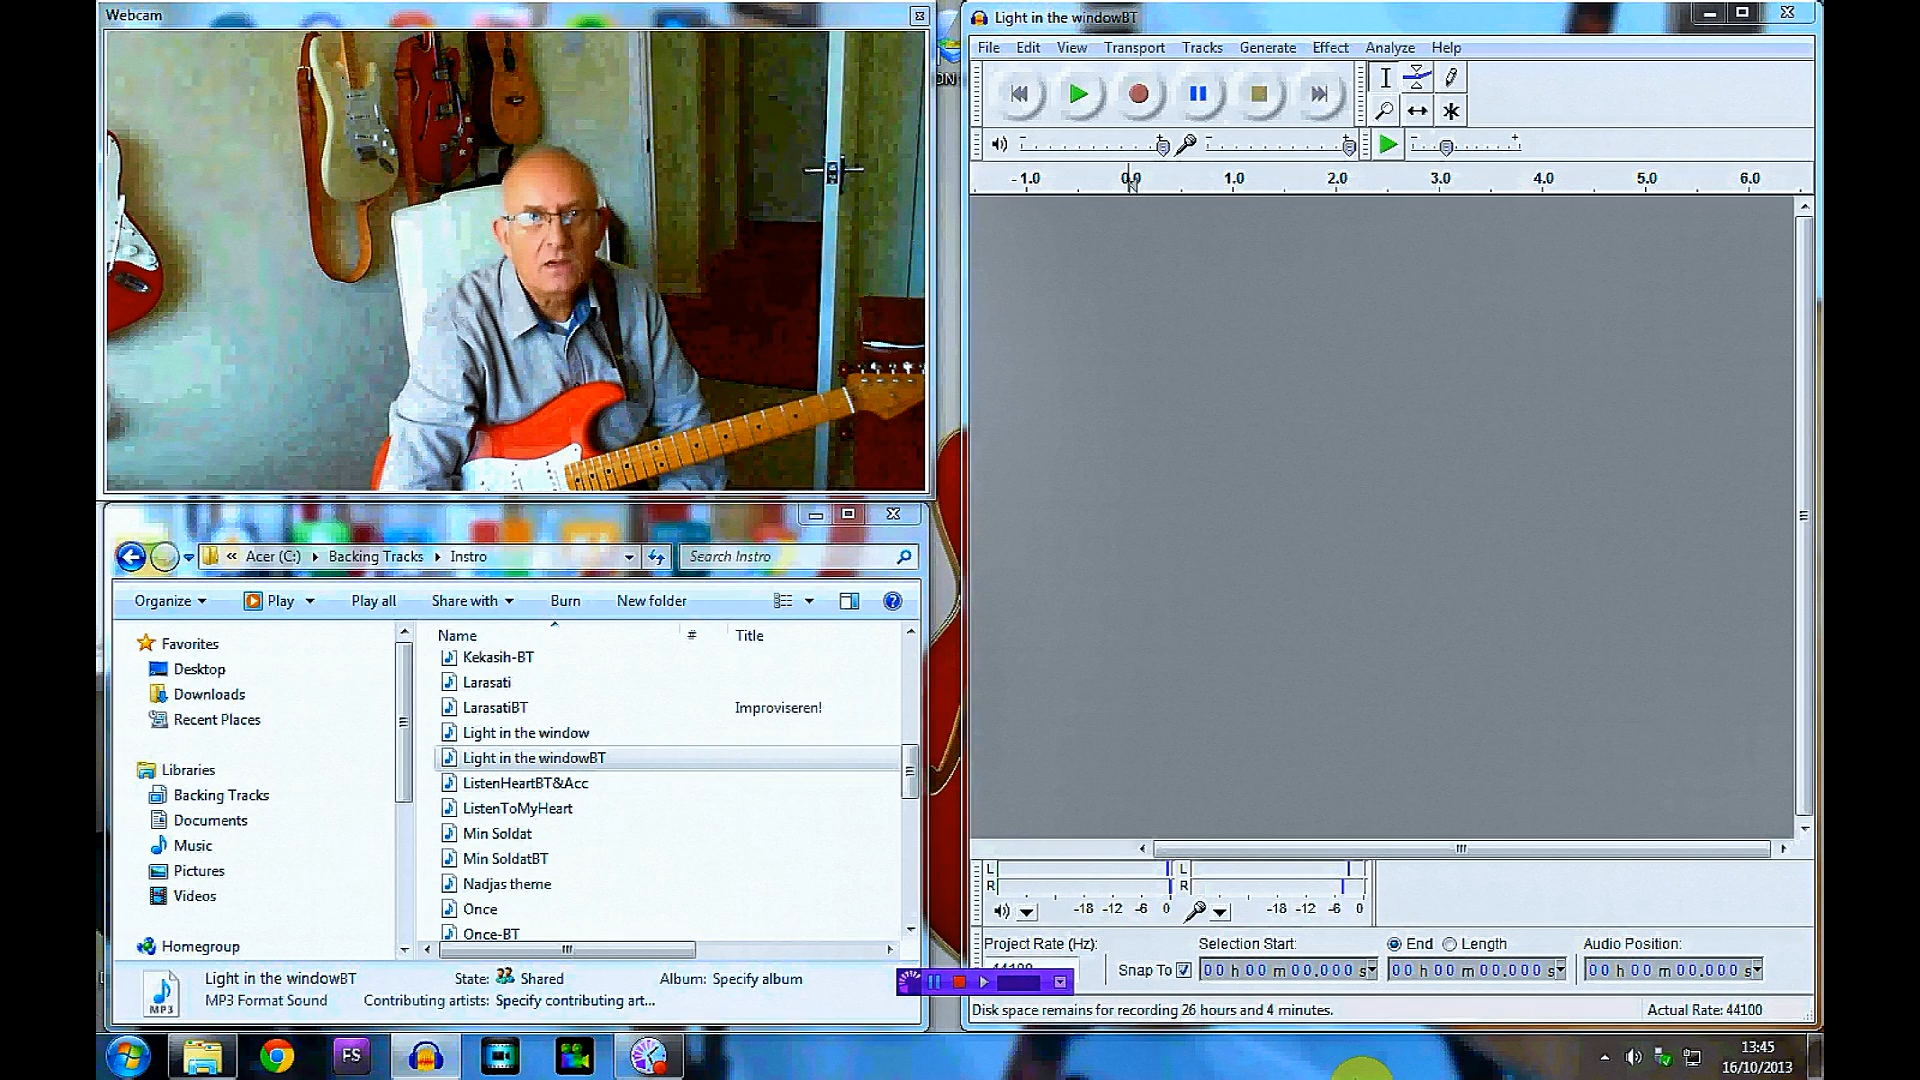 Webcam
Light in the windowBT
File Edit View Transport Tracks Generate Effect Analyze Help
- 1.0 0.0 1.0 2.0 3.0 4.0 5.0 6.0
« Acer (C:) Backing Tracks Instro
Search Instro
Organize Play Play all Share with Burn New folder
Favorites
Desktop
Downloads
Recent Places
Libraries
Backing Tracks
Documents
Music
Pictures
Videos
Homegroup
Name # Title
Kekasih-BT
Larasati
LarasatiBT Improviseren!
Light in the window
Light in the windowBT
ListenHeartBT&Acc
ListenToMyHeart
Min Soldat
Min SoldatBT
Nadjas theme
Once
Once-BT
MP3
Light in the windowBT State: Shared Album: Specify album
MP3 Format Sound Contributing artists: Specify contributing art...
L L
R R
-18 -12 -6 0 -18 -12 -6 0
Project Rate (Hz): Selection Start: End Length Audio Position:
44100 Snap To 00 h 00 m 00.000 s 00 h 00 m 00.000 s 00 h 00 m 00.000 s
Disk space remains for recording 26 hours and 4 minutes. Actual Rate: 44100
FS
13:45
16/10/2013